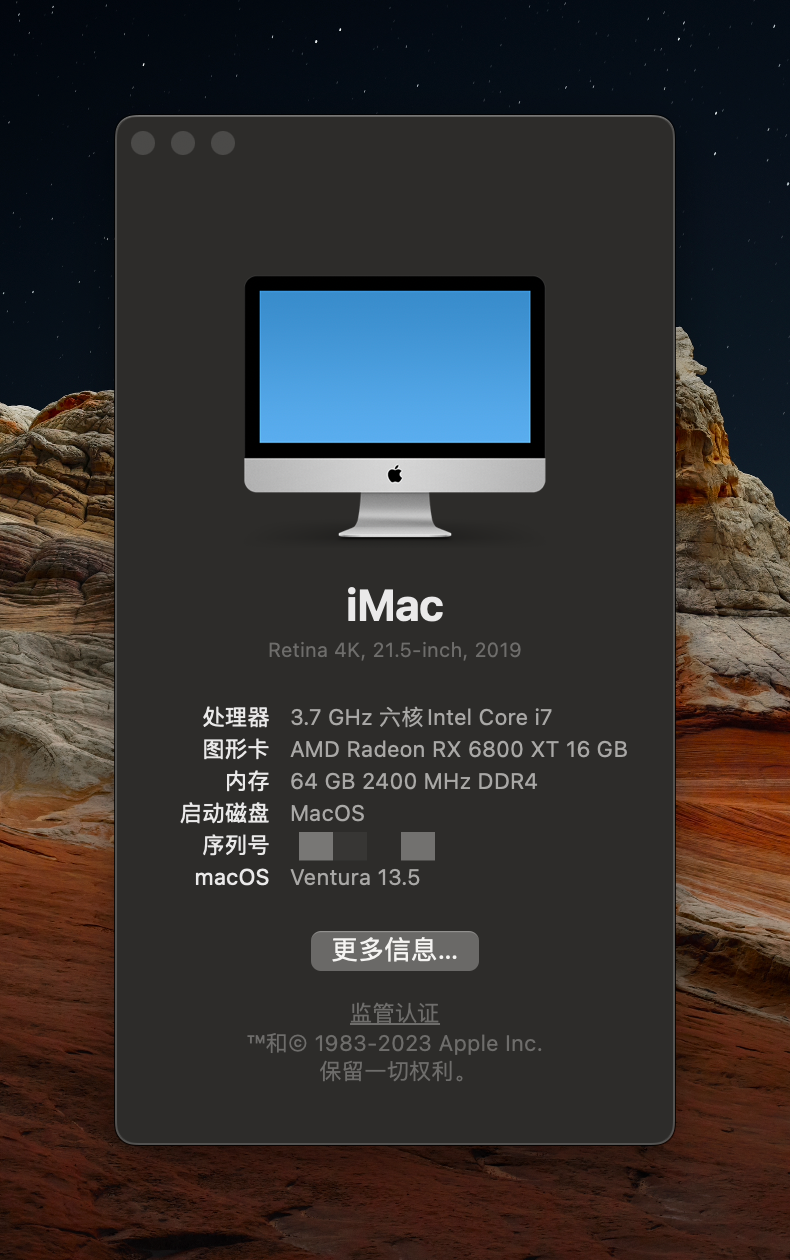 iMac
Retina 4K, 21.5-inch, 2019
处理器 3.7 GHz 六核Intel Core i7
图形卡 AMD Radeon RX 6800 XT 16 GB
内存 64 GB 2400 MHz DDR4
启动磁盘 MacOS
序列号
macOS Ventura 13.5
更多信息...
监管认证
™和© 1983-2023 Apple Inc.
保留一切权利。